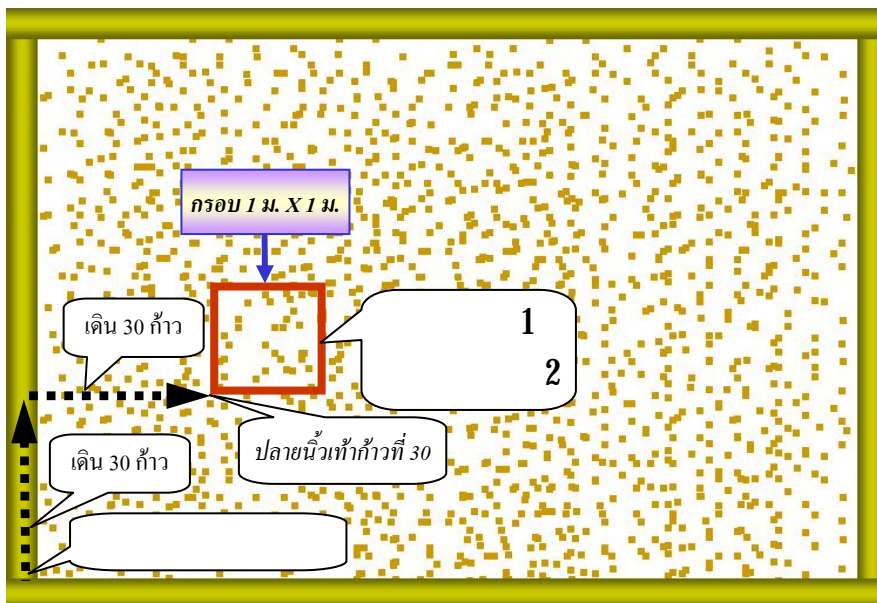 กรอบ 1 ม. X 1 ม.
เดิน 30 ก้าว
1
2
ปลายนิ้วเท้าก้าวที่ 30
เดิน 30 ก้าว